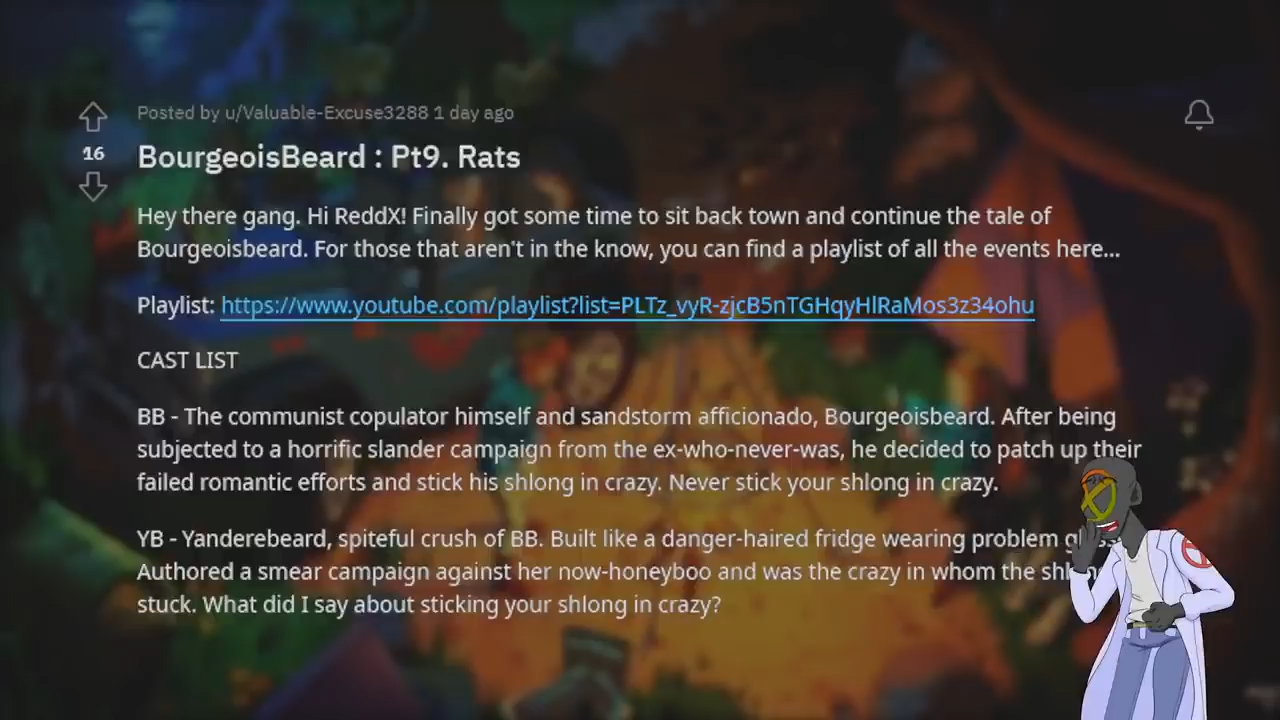 Posted by u/Valuable-Excuse3288 1 day ago
16
BourgeoisBeard : Pt9. Rats
Hey there gang. Hi ReddX! Finally got some time to sit back town and continue the tale of
Bourgeoisbeard. For those that aren't in the know, you can find a playlist of all the events here...
Playlist: https://www.youtube.com/playlist?list=PLTz_vyR-zjcB5nTGHqyHlRaMos3z34ohu
CAST LIST
BB - The communist copulator himself and sandstorm afficionado, Bourgeoisbeard. After being
subjected to a horrific slander campaign from the ex-who-never-was, he decided to patch up their
failed romantic efforts and stick his shlong in crazy. Never stick your shlong in crazy.
YB - Yanderebeard, spiteful crush of BB. Built like a danger-haired fridge wearing problem
Authored a smear campaign against her now-honeyboo and was the crazy in whom the
stuck. What did I say about sticking your shlong in crazy?